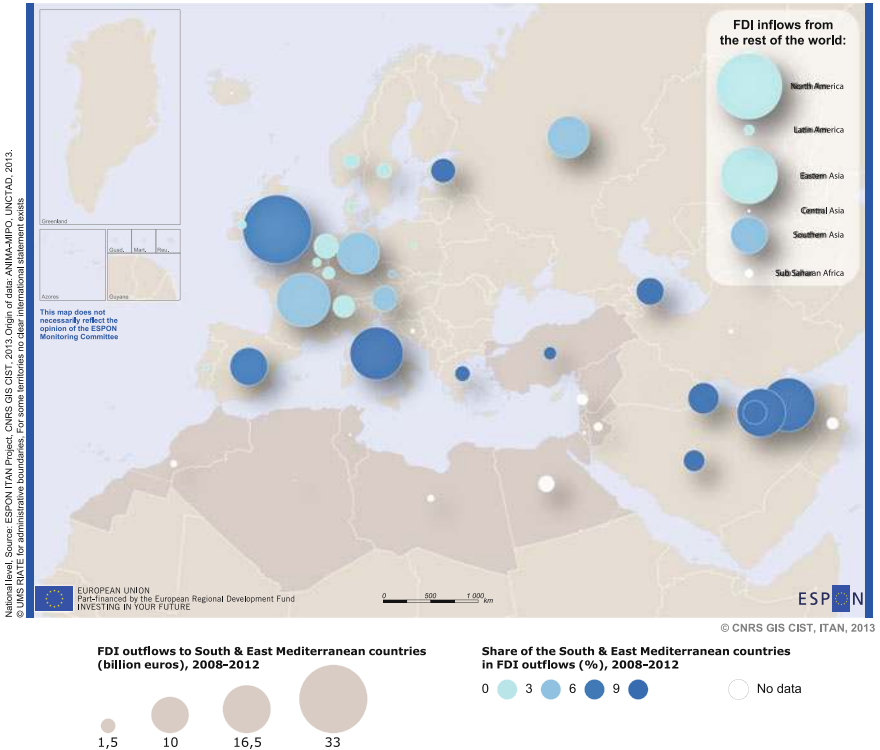 FDI inflows from
the rest of the world:
North America
Latin Am
Eastern Asia
Central Asia
Southern Asia
Sub Saharan Africa
Greenland
Guad. Mart. Reu.
Azores
Guyana
This map does not
necessarily reflect the
opinion of the ESPON
Monitoring Committee
National level. Source: ESPON ITAN Project, CNRS GIS CIST, 2013.Origin of data: ANIMA-MIPO, UNCTAD, 2013.
© UMS RIATE for administrative boundaries, For some territories no clear international statement exists
EUROPEAN UNION
Part-financed by the European Regional Development Fund
INVESTING IN YOUR FUTURE
0 500 1 000
km
ESPON
© CNRS GIS CIST, ITAN, 2013
FDI outflows to South & East Mediterranean countries
(billion euros), 2008–2012
1,5 10 16,5 33
Share of the South & East Mediterranean countries
in FDI outflows (%), 2008–2012
0 3 6 9 No data